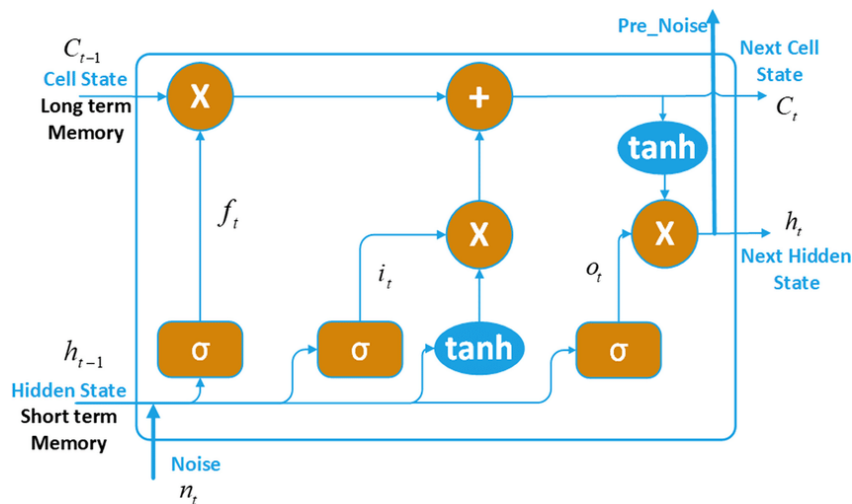 Pre_Noise
C_{t-1}
Cell State
Long term
Memory
X
+
Next Cell
State
C_t
tanh
f_t
X
X
h_t
Next Hidden
State
i_t
o_t
σ
σ
tanh
σ
h_{t-1}
Hidden State
Short term
Memory
Noise
n_t